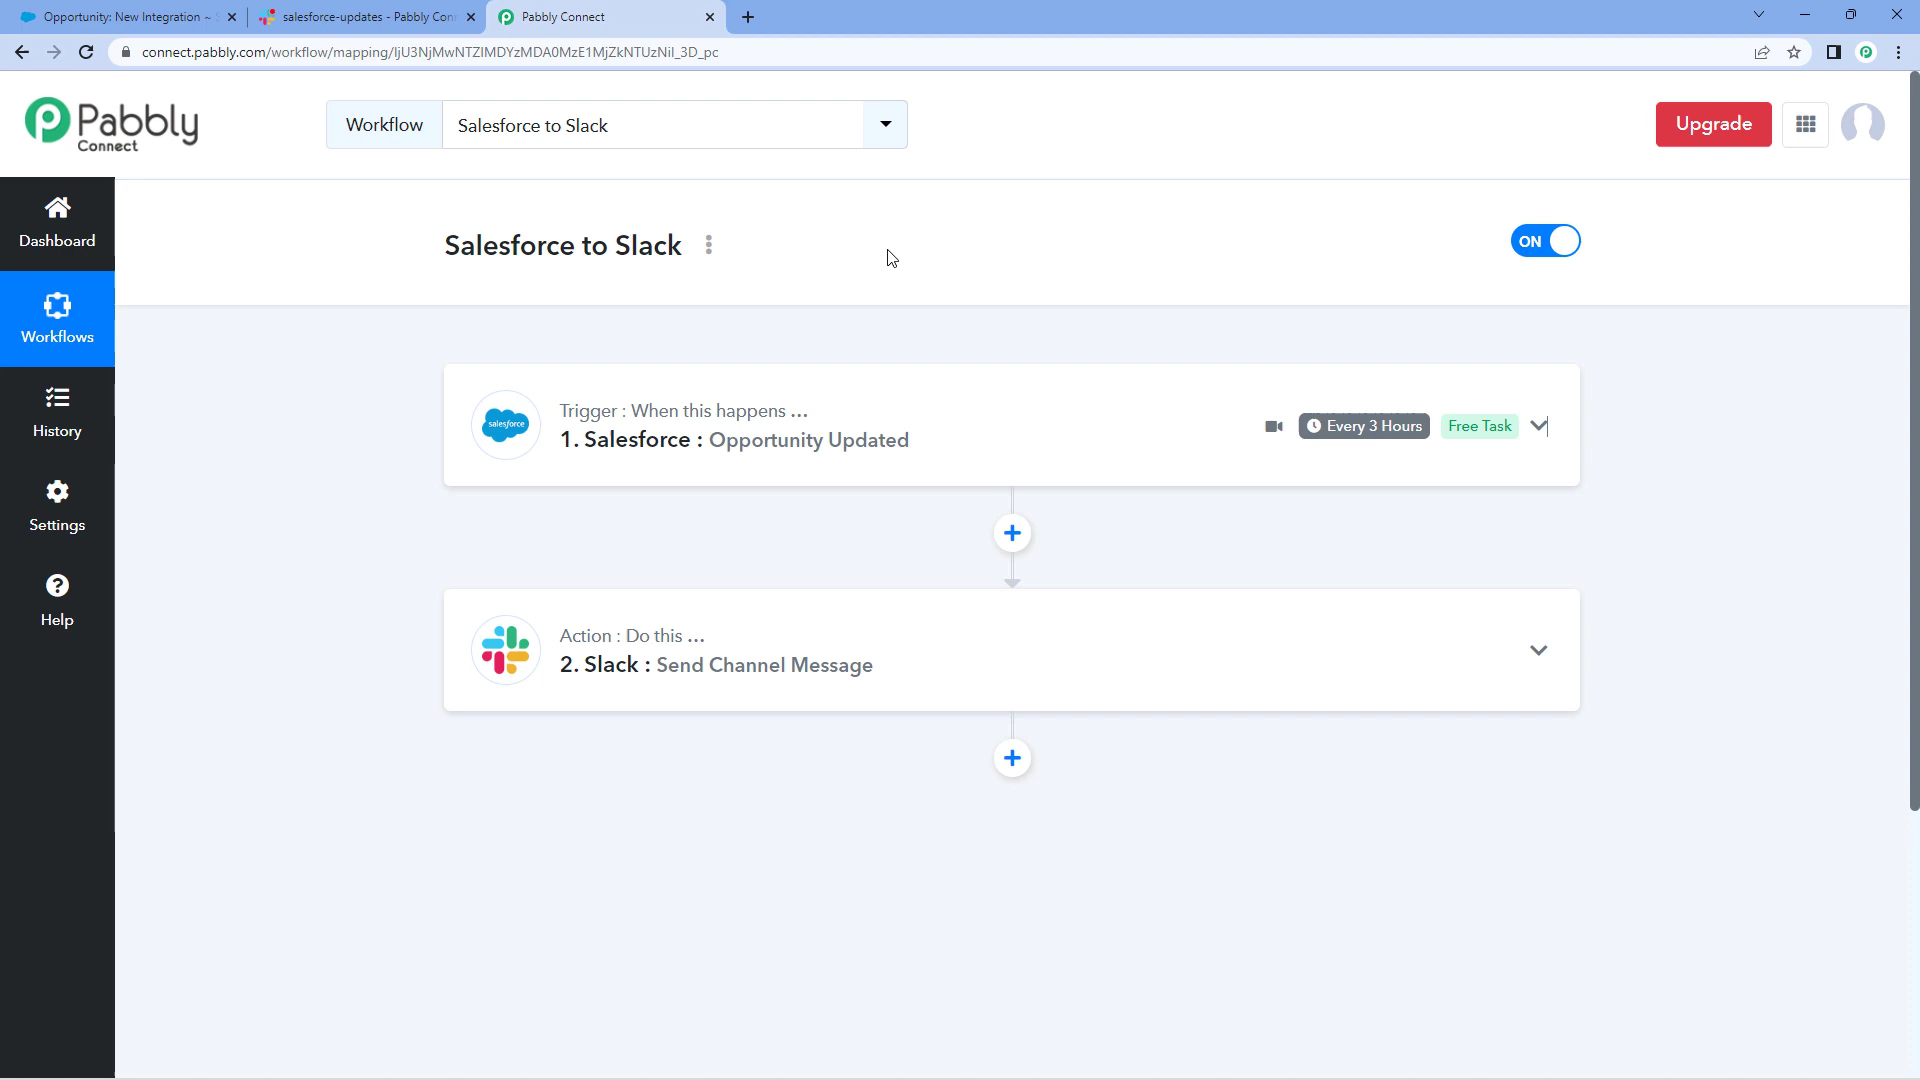 Opportunity: New Integration ~ S
salesforce-updates - Pabbly Con
Pabbly Connect
connect.pabbly.com/workflow/mapping/IjU3NjMwNTZlMDYzMDA0MzE1MjZkNTUzNiI_3D_pc
Pabbly
Connect
Workflow
Salesforce to Slack
Upgrade
Dashboard
Workflows
History
Settings
Help
Salesforce to Slack
ON
salesforce
Trigger : When this happens ...
1. Salesforce : Opportunity Updated
Every 3 Hours
Free Task
Action : Do this ...
2. Slack : Send Channel Message